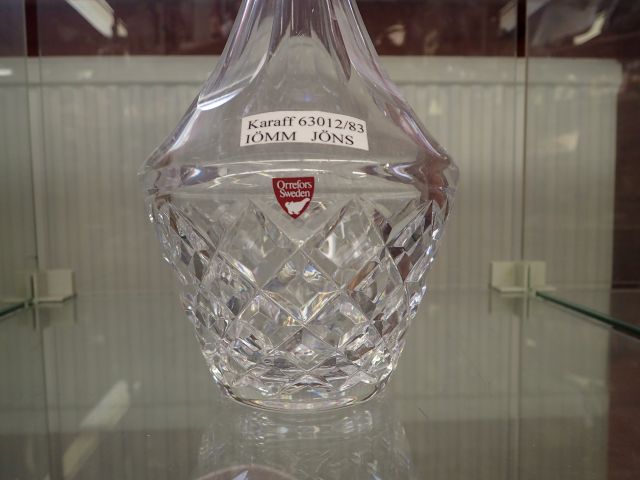 Karaff 63012/83
IÖMM JÖNS
Orrefors
Sweden